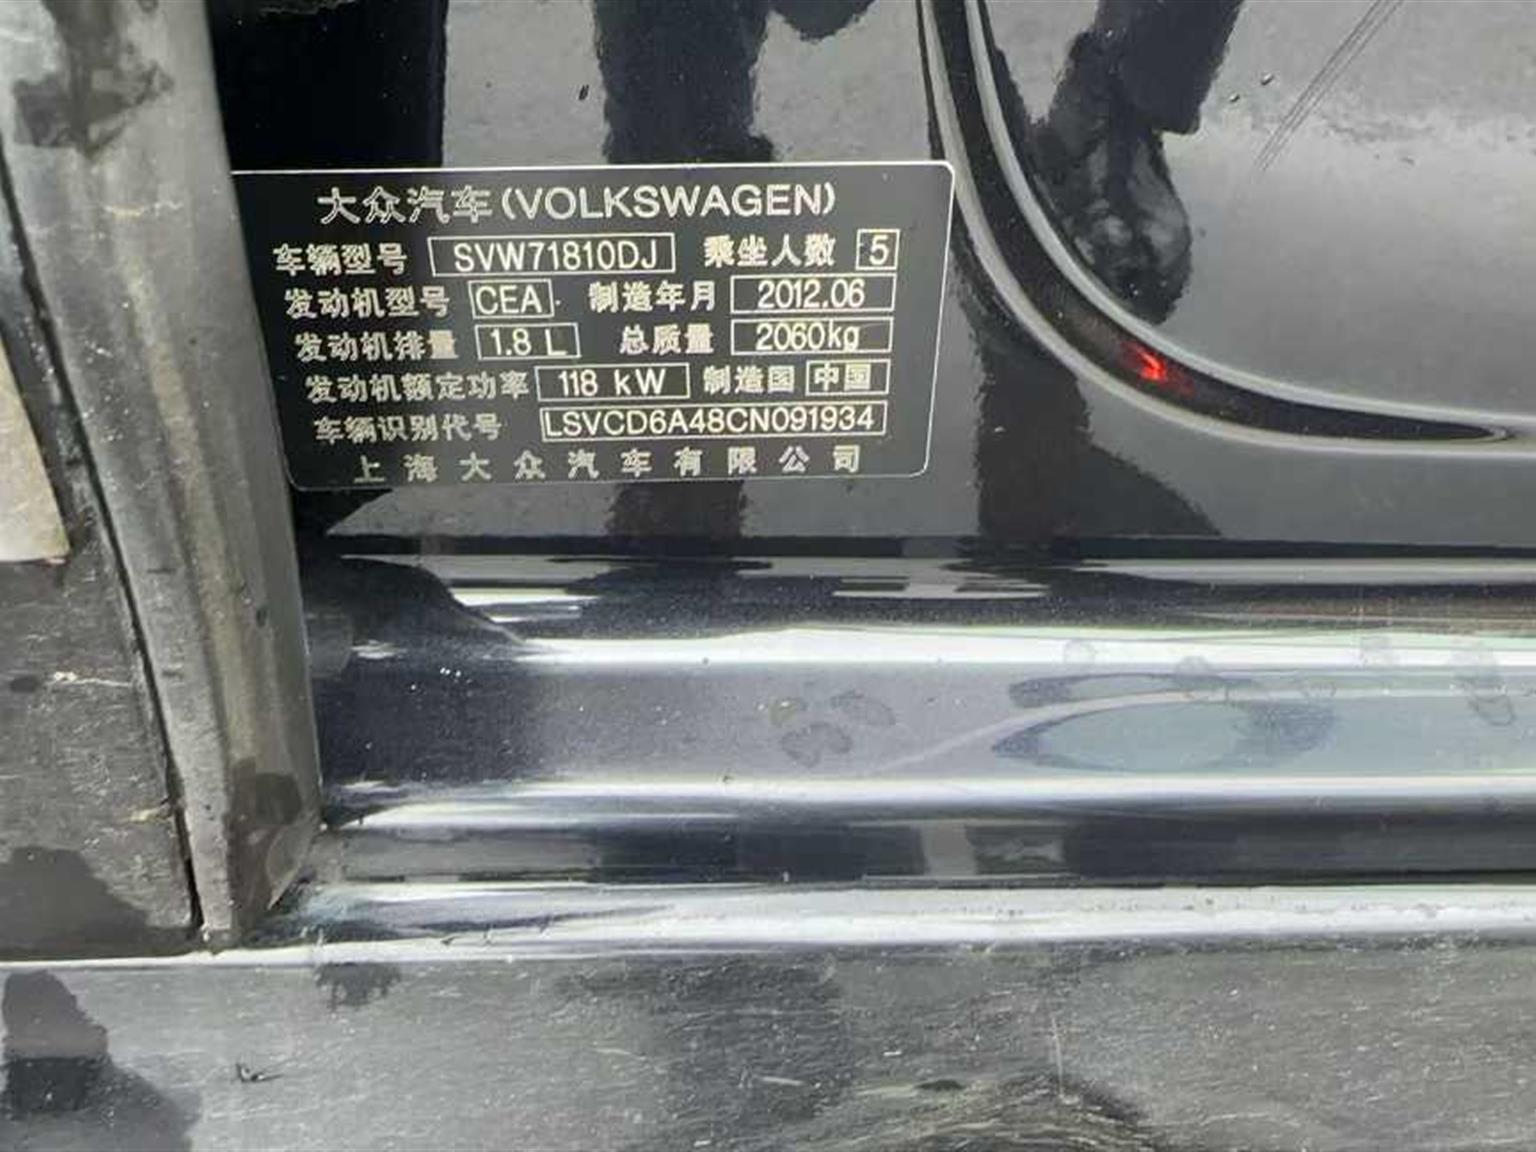 大众汽车(VOLKSWAGEN)
车辆型号 SVW71810DJ 乘坐人数 5
发动机型号 CEA 制造年月 2012.06
发动机排量 1.8 L 总质量 2060kg
发动机额定功率 118 kW 制造国 中国
车辆识别代号 LSVCD6A48CN091934
上海大众汽车有限公司